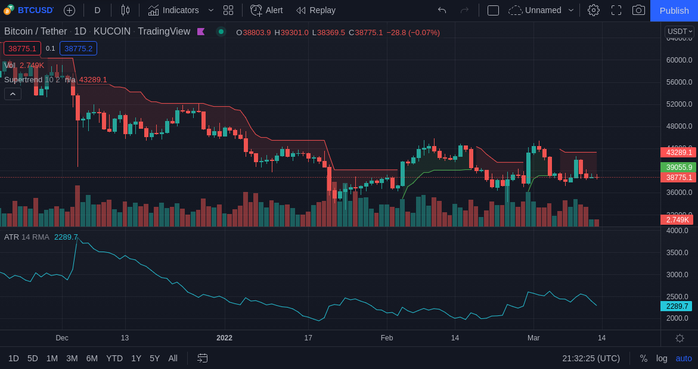 BTCUSD D Indicators Alert Replay Unnamed Publish
Bitcoin / Tether · 1D · KUCOIN · TradingView O38803.9 H39301.0 L38369.5 C38775.1 −28.8 (−0.07%) USDT
38775.1 0.1 38775.2
Vol 2.749K
Supertrend 10 2 n/a 43289.1
60000.0
56000.0
52000.0
48000.0
43289.1
39055.9
38775.1
36000.0
2.749K
ATR 14 RMA 2289.7
4000.0
3500.0
3000.0
2500.0
2289.7
2000.0
Dec 13 2022 17 Feb 14 Mar 14
1D 5D 1M 3M 6M YTD 1Y 5Y All 21:32:25 (UTC) % log auto